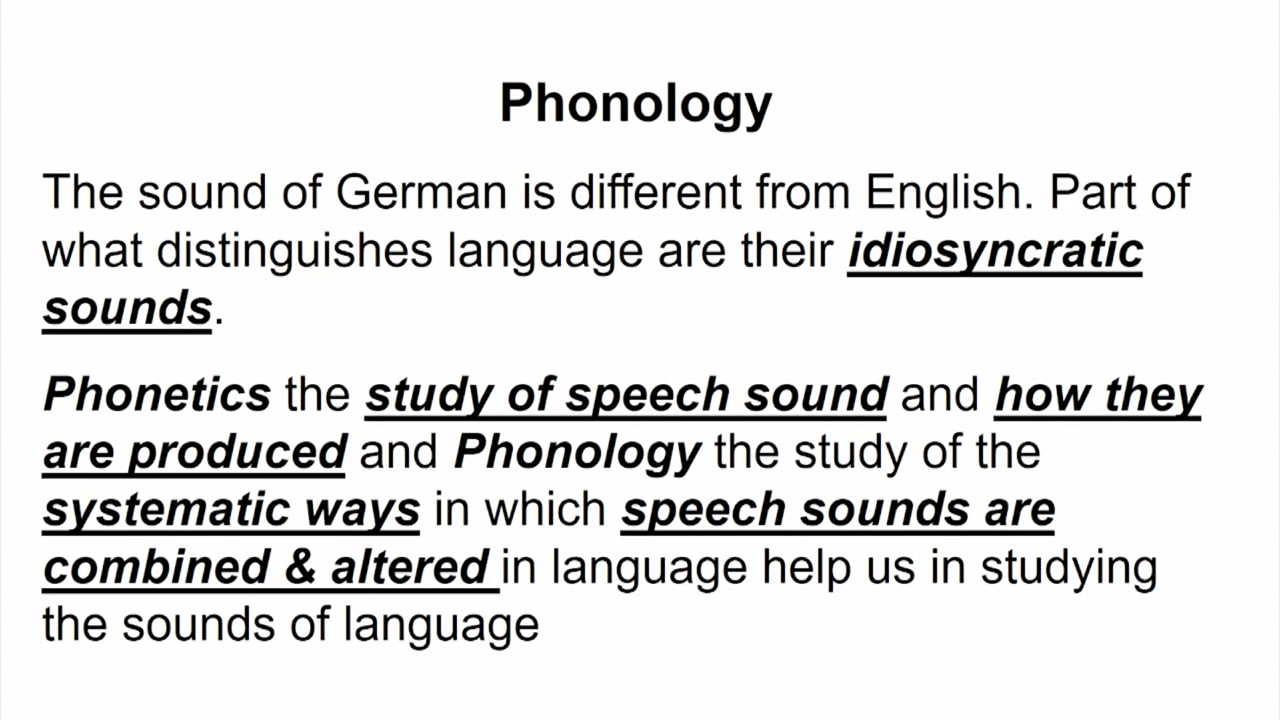 Phonology
The sound of German is different from English. Part of
what distinguishes language are their idiosyncratic
sounds.
Phonetics the study of speech sound and how they
are produced and Phonology the study of the
systematic ways in which speech sounds are
combined & altered in language help us in studying
the sounds of language